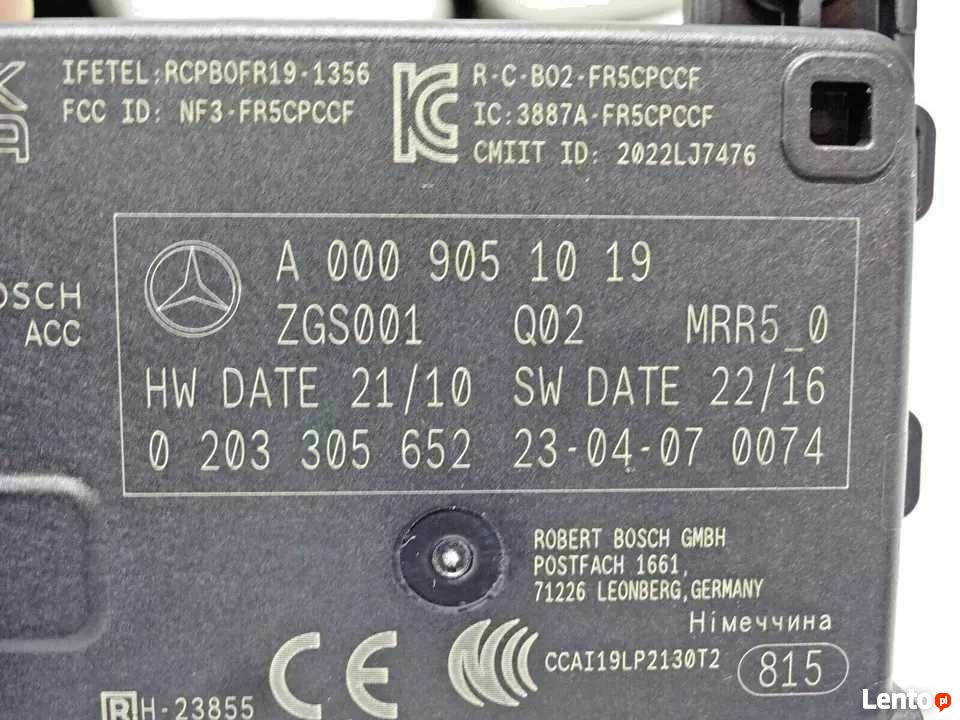 IFETEL:RCPBOFR19-1356
FCC ID: NF3-FR5CPCCF
R-C-BO2-FR5CPCCF
IC:3887A-FR5CPCCF
CMIIT ID: 2022LJ7476
A 000 905 10 19
ZGS001 Q02 MRR5_0
OSCH
ACC
HW DATE 21/10 SW DATE 22/16
0 203 305 652 23-04-07 0074
ROBERT BOSCH GMBH
POSTFACH 1661,
71226 LEONBERG,GERMANY
Німеччина
CE
CCC
CCAI19LP2130T2
815
R H-23855
Lento.pl